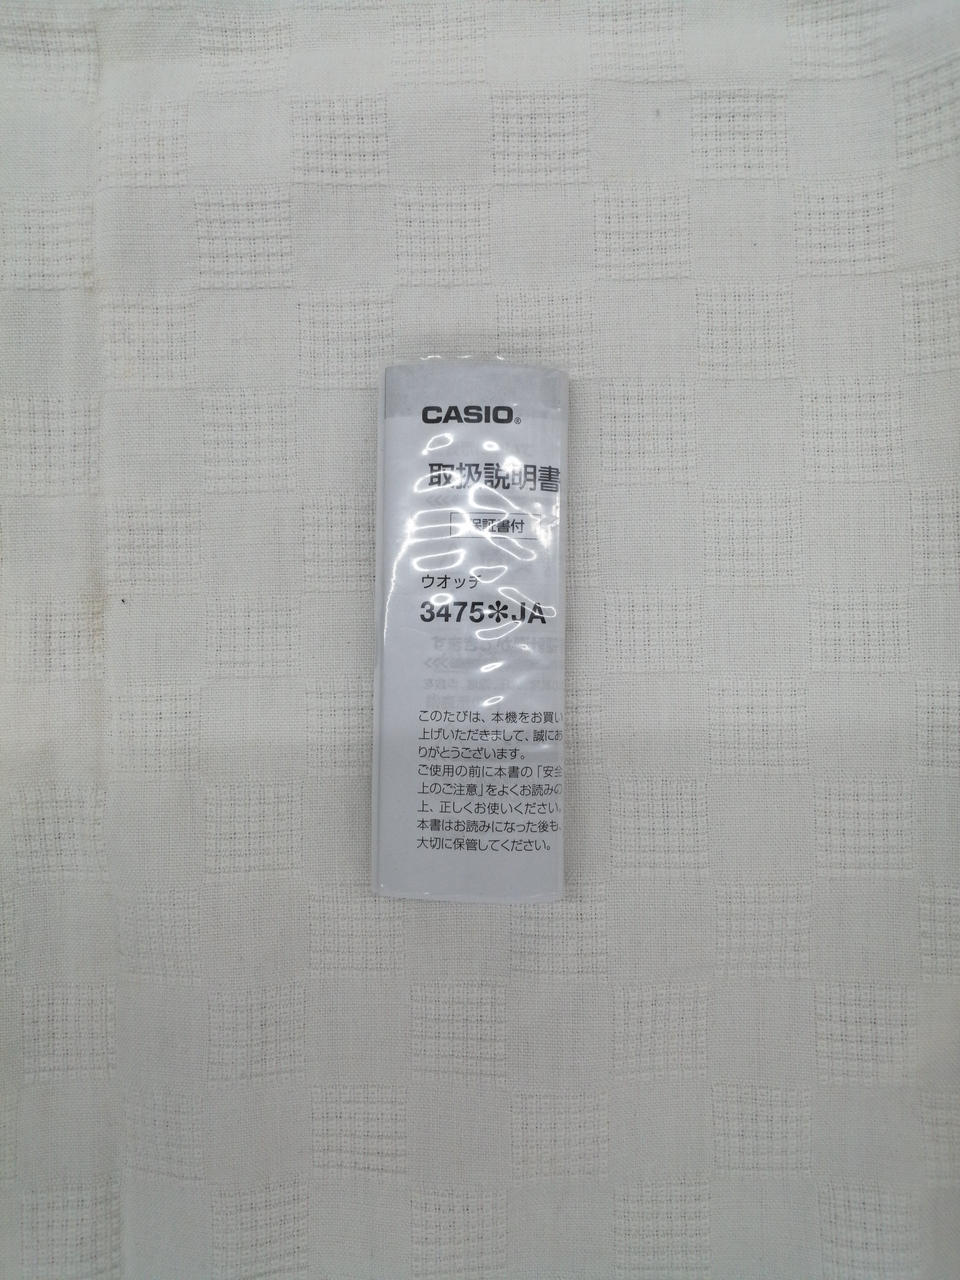 CASIO®
取扱説明書
保証書付
ウオッチ
3475✻JA
このたびは、本機をお買い
上げいただきまして、誠にあ
りがとうございます。
ご使用の前に本書の「安全
上のご注意」をよくお読みの
上、正しくお使いください。
本書はお読みになった後も、
大切に保管してください。